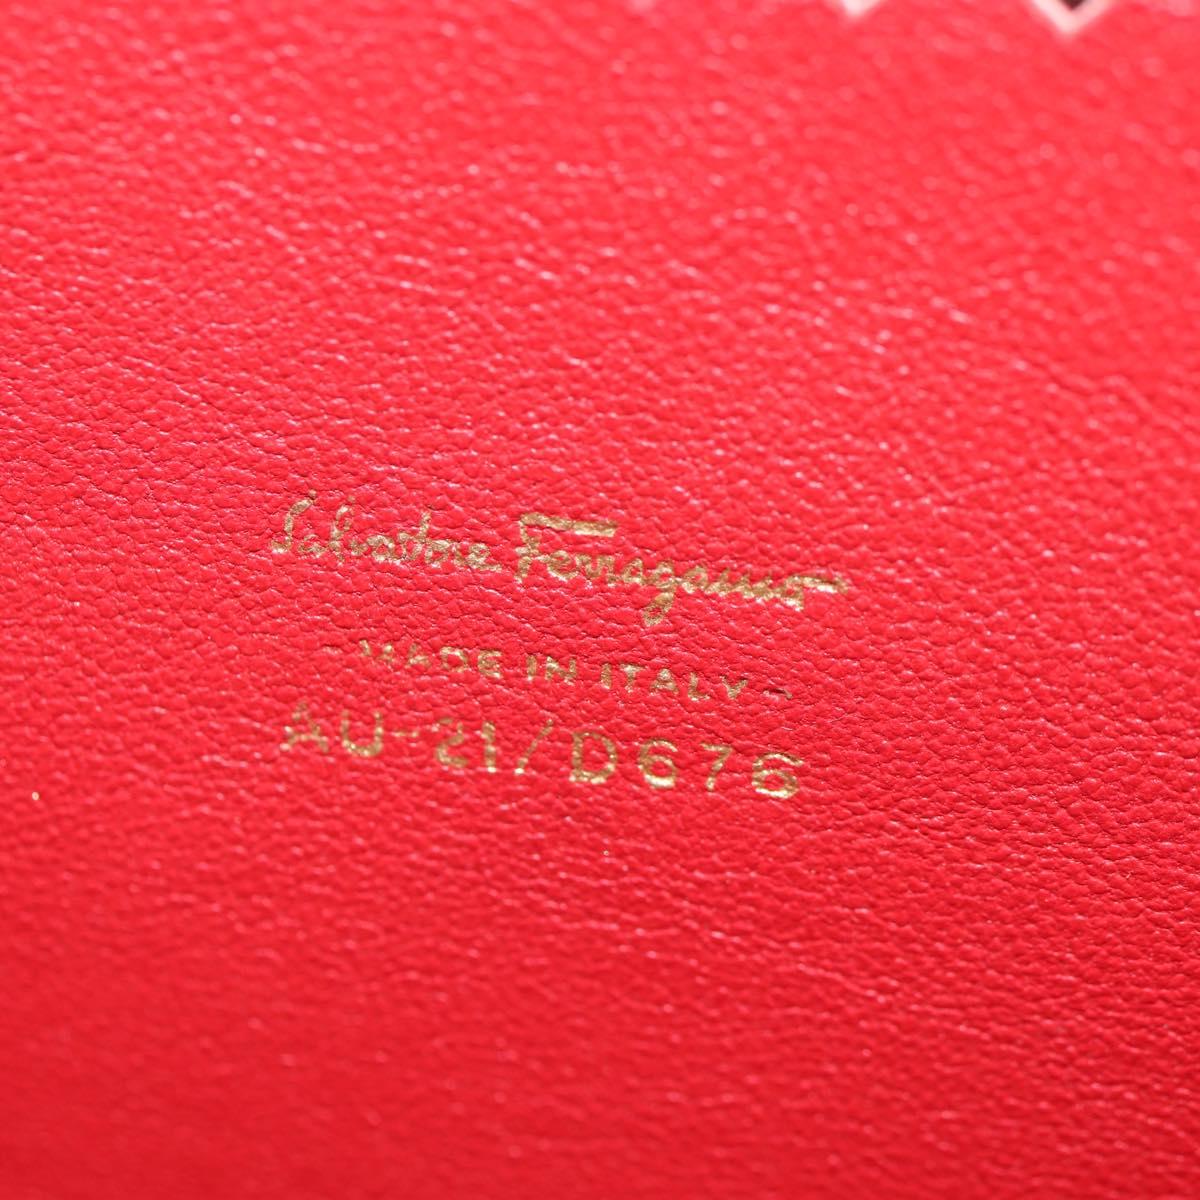 Salvatore Ferragamo
- MADE IN ITALY -
AU-21/D676